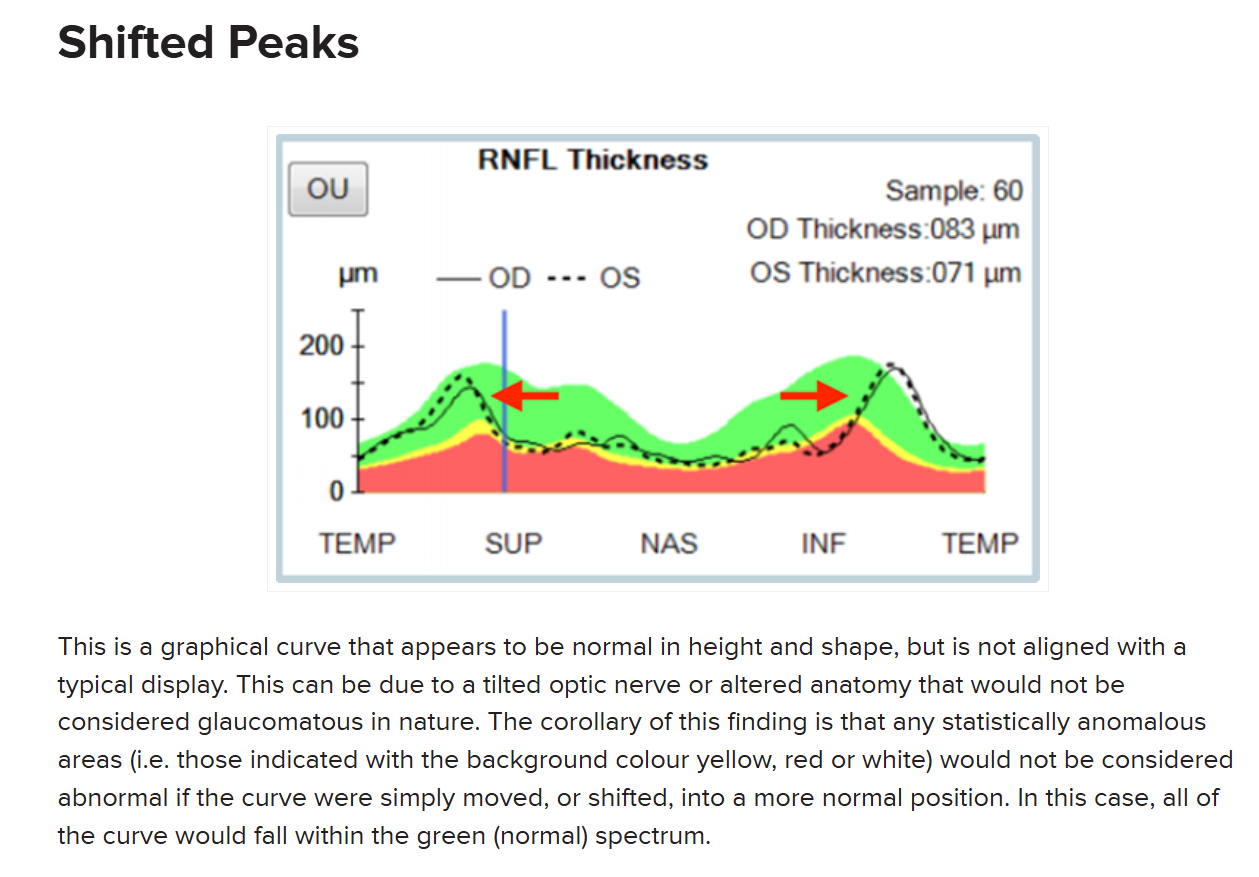 Shifted Peaks
RNFL Thickness
OU
Sample: 60
OD Thickness:083 µm
OS Thickness:071 µm
µm
OD
OS
200
100
0
TEMP SUP NAS INF TEMP
This is a graphical curve that appears to be normal in height and shape, but is not aligned with a
typical display. This can be due to a tilted optic nerve or altered anatomy that would not be
considered glaucomatous in nature. The corollary of this finding is that any statistically anomalous
areas (i.e. those indicated with the background colour yellow, red or white) would not be considered
abnormal if the curve were simply moved, or shifted, into a more normal position. In this case, all of
the curve would fall within the green (normal) spectrum.